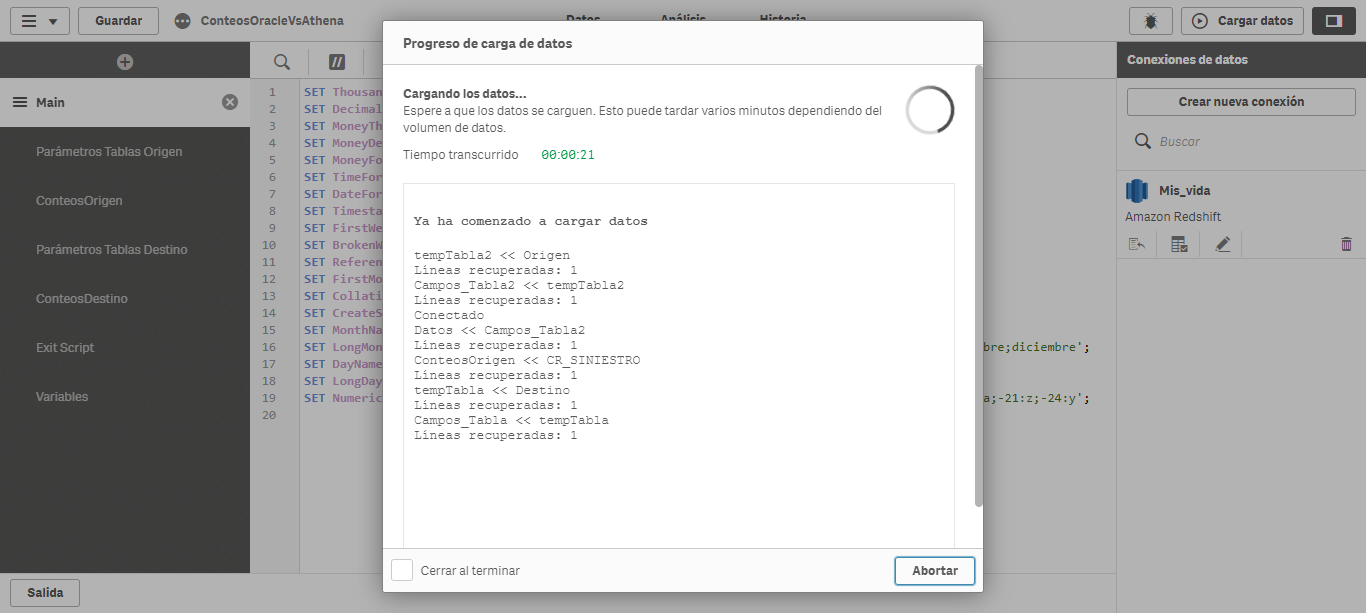 Guardar
ConteosOracleVsAthena
Datos
Análisis
Historia
Cargar datos
Main
Parámetros Tablas Origen
ConteosOrigen
Parámetros Tablas Destino
ConteosDestino
Exit Script
Variables
Salida
//
1 SET Thousan
2 SET Decimal
3 SET MoneyTh
4 SET MoneyDe
5 SET MoneyFo
6 SET TimeFor
7 SET DateFor
8 SET Timesta
9 SET FirstWe
10 SET BrokenW
11 SET Referen
12 SET FirstMo
13 SET Collati
14 SET CreateS
15 SET MonthNa
16 SET LongMon
bre;diciembre';
17 SET DayName
18 SET LongDay
19 SET Numeric
a;-21:z;-24:y';
20
Progreso de carga de datos
Cargando los datos...
Espere a que los datos se carguen. Esto puede tardar varios minutos dependiendo del
volumen de datos.
Tiempo transcurrido 00:00:21
Ya ha comenzado a cargar datos
tempTabla2 << Origen
Líneas recuperadas: 1
Campos_Tabla2 << tempTabla2
Líneas recuperadas: 1
Conectado
Datos << Campos_Tabla2
Líneas recuperadas: 1
ConteosOrigen << CR_SINIESTRO
Líneas recuperadas: 1
tempTabla << Destino
Líneas recuperadas: 1
Campos_Tabla << tempTabla
Líneas recuperadas: 1
Cerrar al terminar
Abortar
Conexiones de datos
Crear nueva conexión
Buscar
Mis_vida
Amazon Redshift